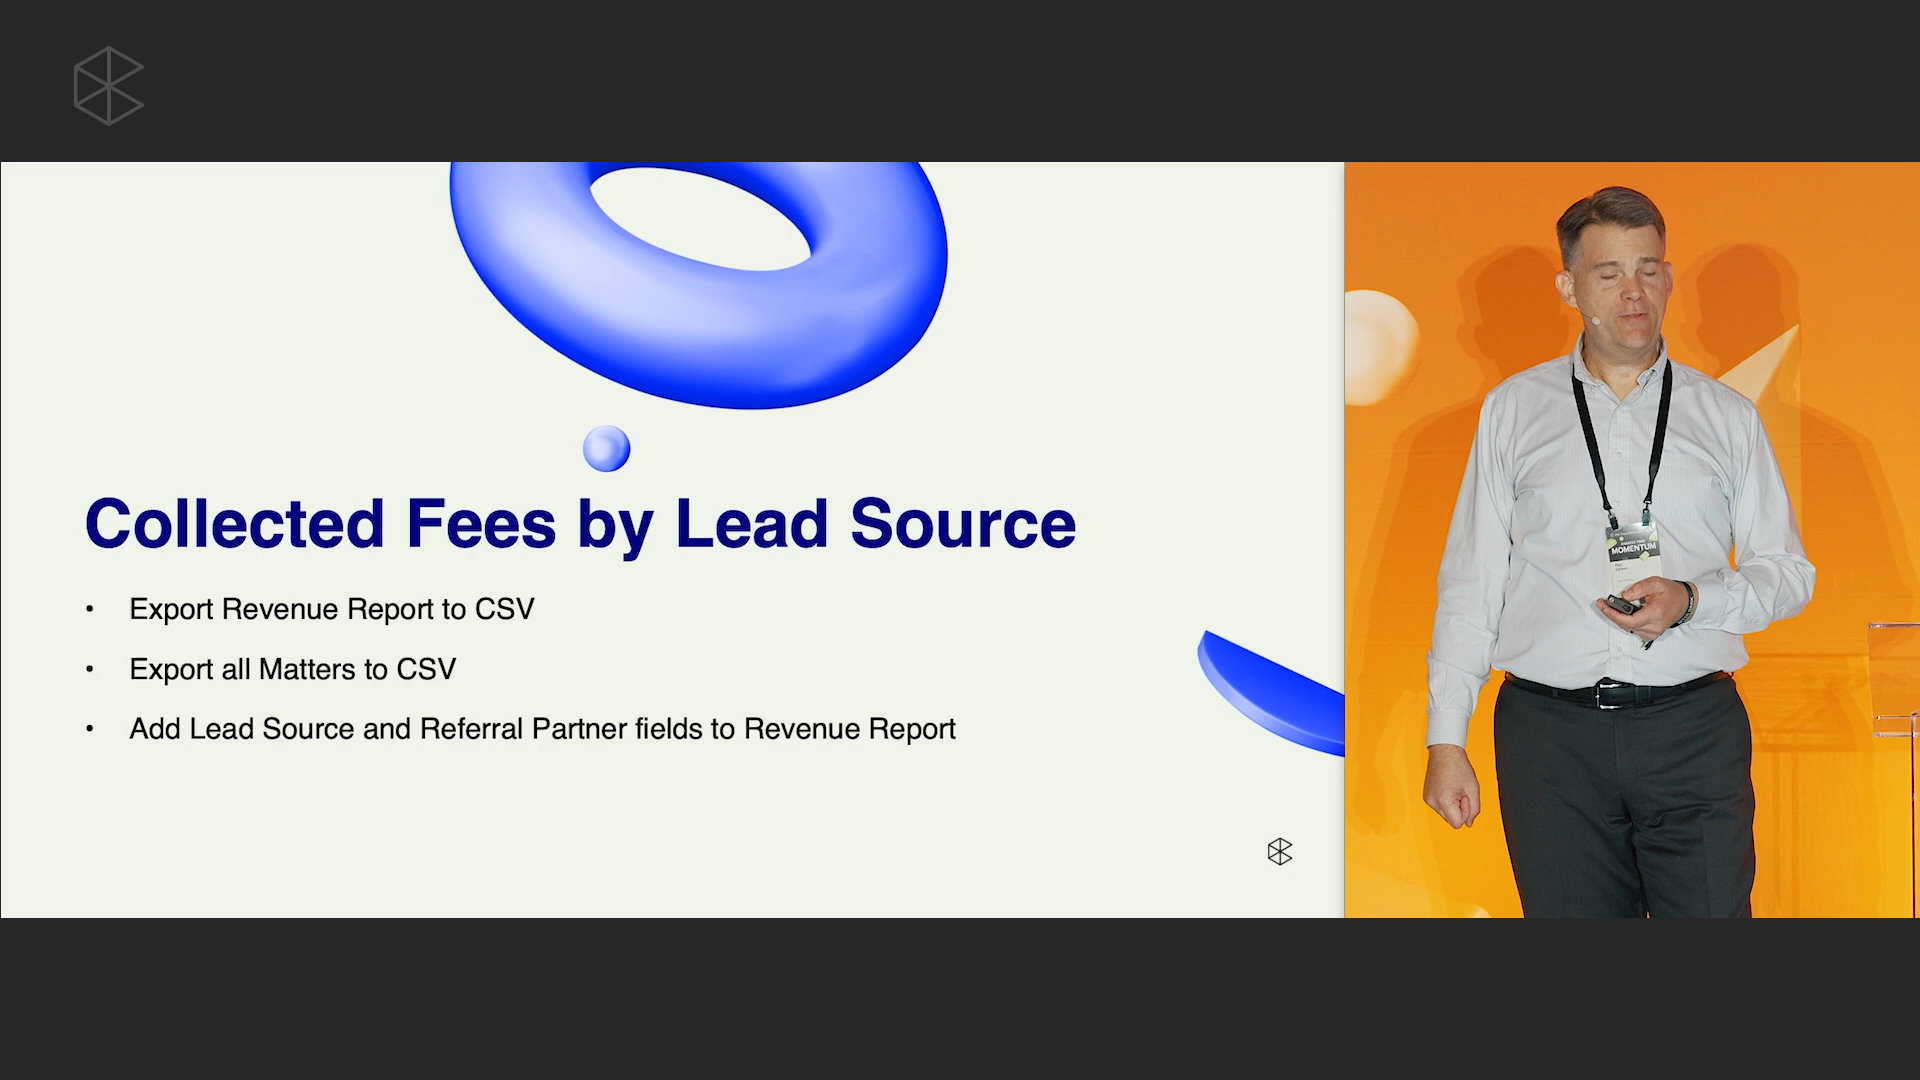 Collected Fees by Lead Source
• Export Revenue Report to CSV
• Export all Matters to CSV
• Add Lead Source and Referral Partner fields to Revenue Report
MOMENTUM